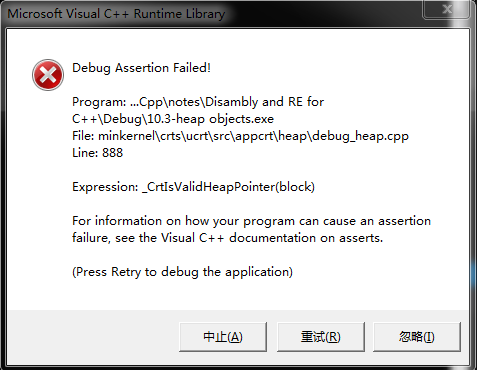 Microsoft Visual C++ Runtime Library
Debug Assertion Failed!
Program: ...Cpp\notes\Disambly and RE for
C++\Debug\10.3-heap objects.exe
File: minkernel\crts\ucrt\src\appcrt\heap\debug_heap.cpp
Line: 888
Expression: _CrtIsValidHeapPointer(block)
For information on how your program can cause an assertion
failure, see the Visual C++ documentation on asserts.
(Press Retry to debug the application)
中止(A) 重试(R) 忽略(I)